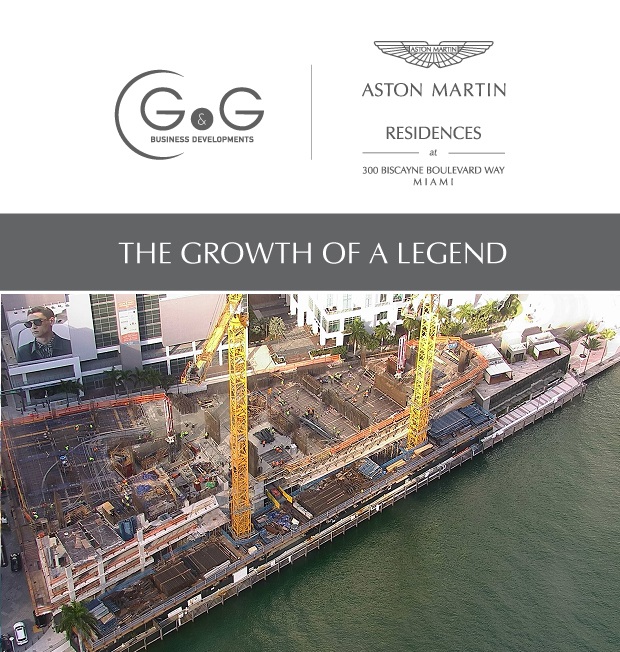 G&G
BUSINESS DEVELOPMENTS
ASTON MARTIN
ASTON MARTIN
RESIDENCES
at
300 BISCAYNE BOULEVARD WAY
MIAMI
THE GROWTH OF A LEGEND